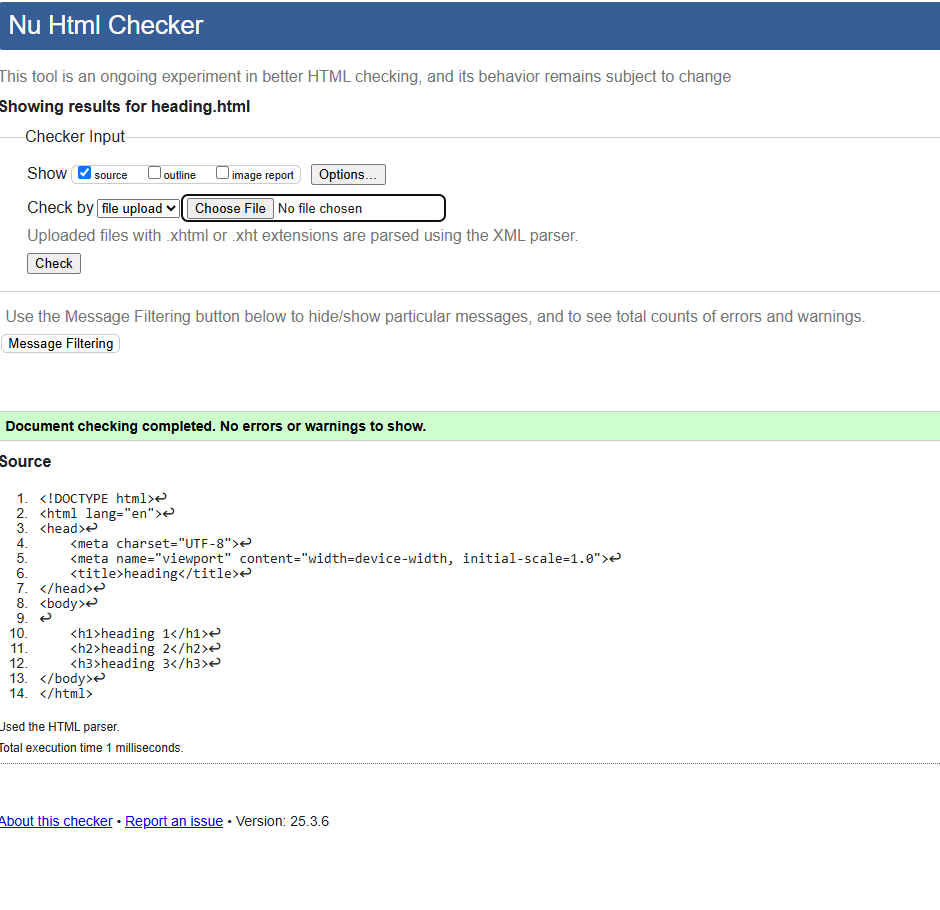 Nu Html Checker
This tool is an ongoing experiment in better HTML checking, and its behavior remains subject to change
Showing results for heading.html
Checker Input
Show source outline image report Options...
Check by file upload Choose File No file chosen
Uploaded files with .xhtml or .xht extensions are parsed using the XML parser.
Check
Use the Message Filtering button below to hide/show particular messages, and to see total counts of errors and warnings.
Message Filtering
Document checking completed. No errors or warnings to show.
Source
1. <!DOCTYPE html>↩
2. <html lang="en">↩
3. <head>↩
4.     <meta charset="UTF-8">↩
5.     <meta name="viewport" content="width=device-width, initial-scale=1.0">↩
6.     <title>heading</title>↩
7. </head>↩
8. <body>↩
9. ↩
10.     <h1>heading 1</h1>↩
11.     <h2>heading 2</h2>↩
12.     <h3>heading 3</h3>↩
13. </body>↩
14. </html>
Used the HTML parser.
Total execution time 1 milliseconds.
About this checker • Report an issue • Version: 25.3.6